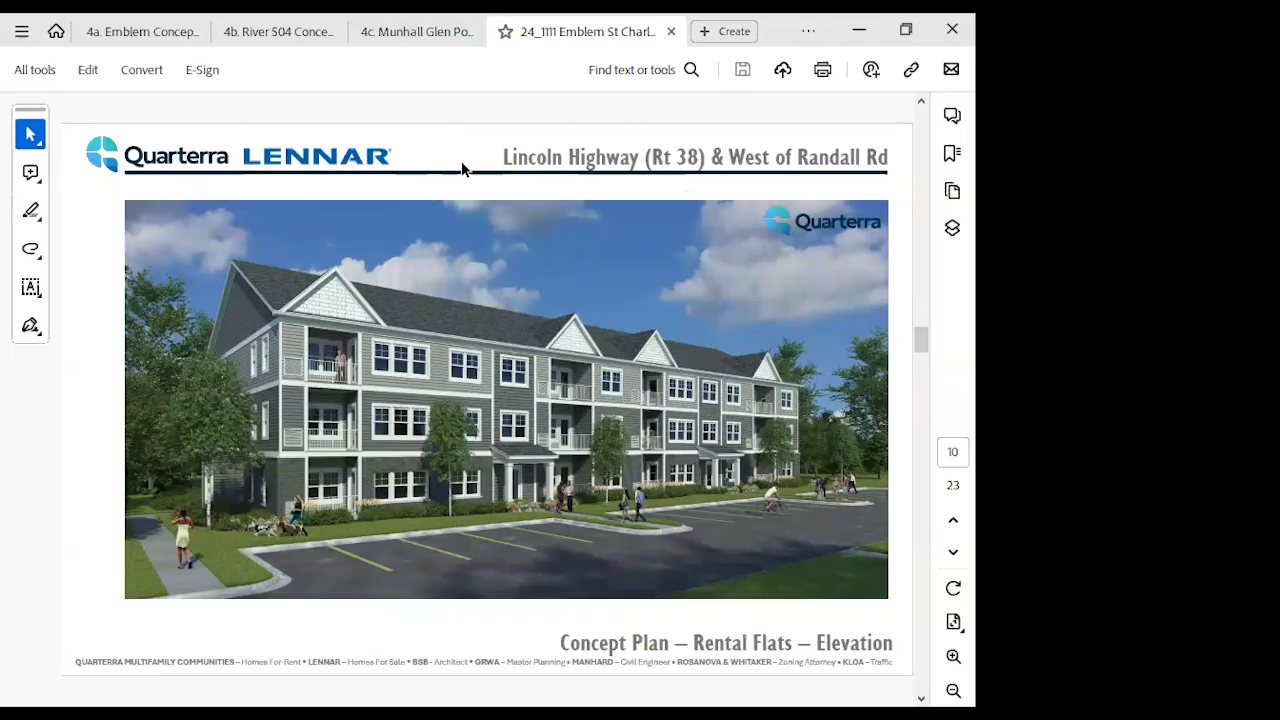 4a. Emblem Concep...
4b. River 504 Conce...
4c. Munhall Glen Po...
24_1111 Emblem St Charl...
Create
All tools
Edit
Convert
E-Sign
Find text or tools
Quarterra LENNAR
Lincoln Highway (Rt 38) & West of Randall Rd
Quarterra
10
23
Concept Plan – Rental Flats – Elevation
QUARTERRA MULTIFAMILY COMMUNITIES – Homes For Rent • LENNAR – Homes For Sale • BSB - Architect • GRWA – Master Planning • MANHARD – Civil Engineer • ROSANOVA & WHITAKER – Zoning Attorney • KLOA – Traffic